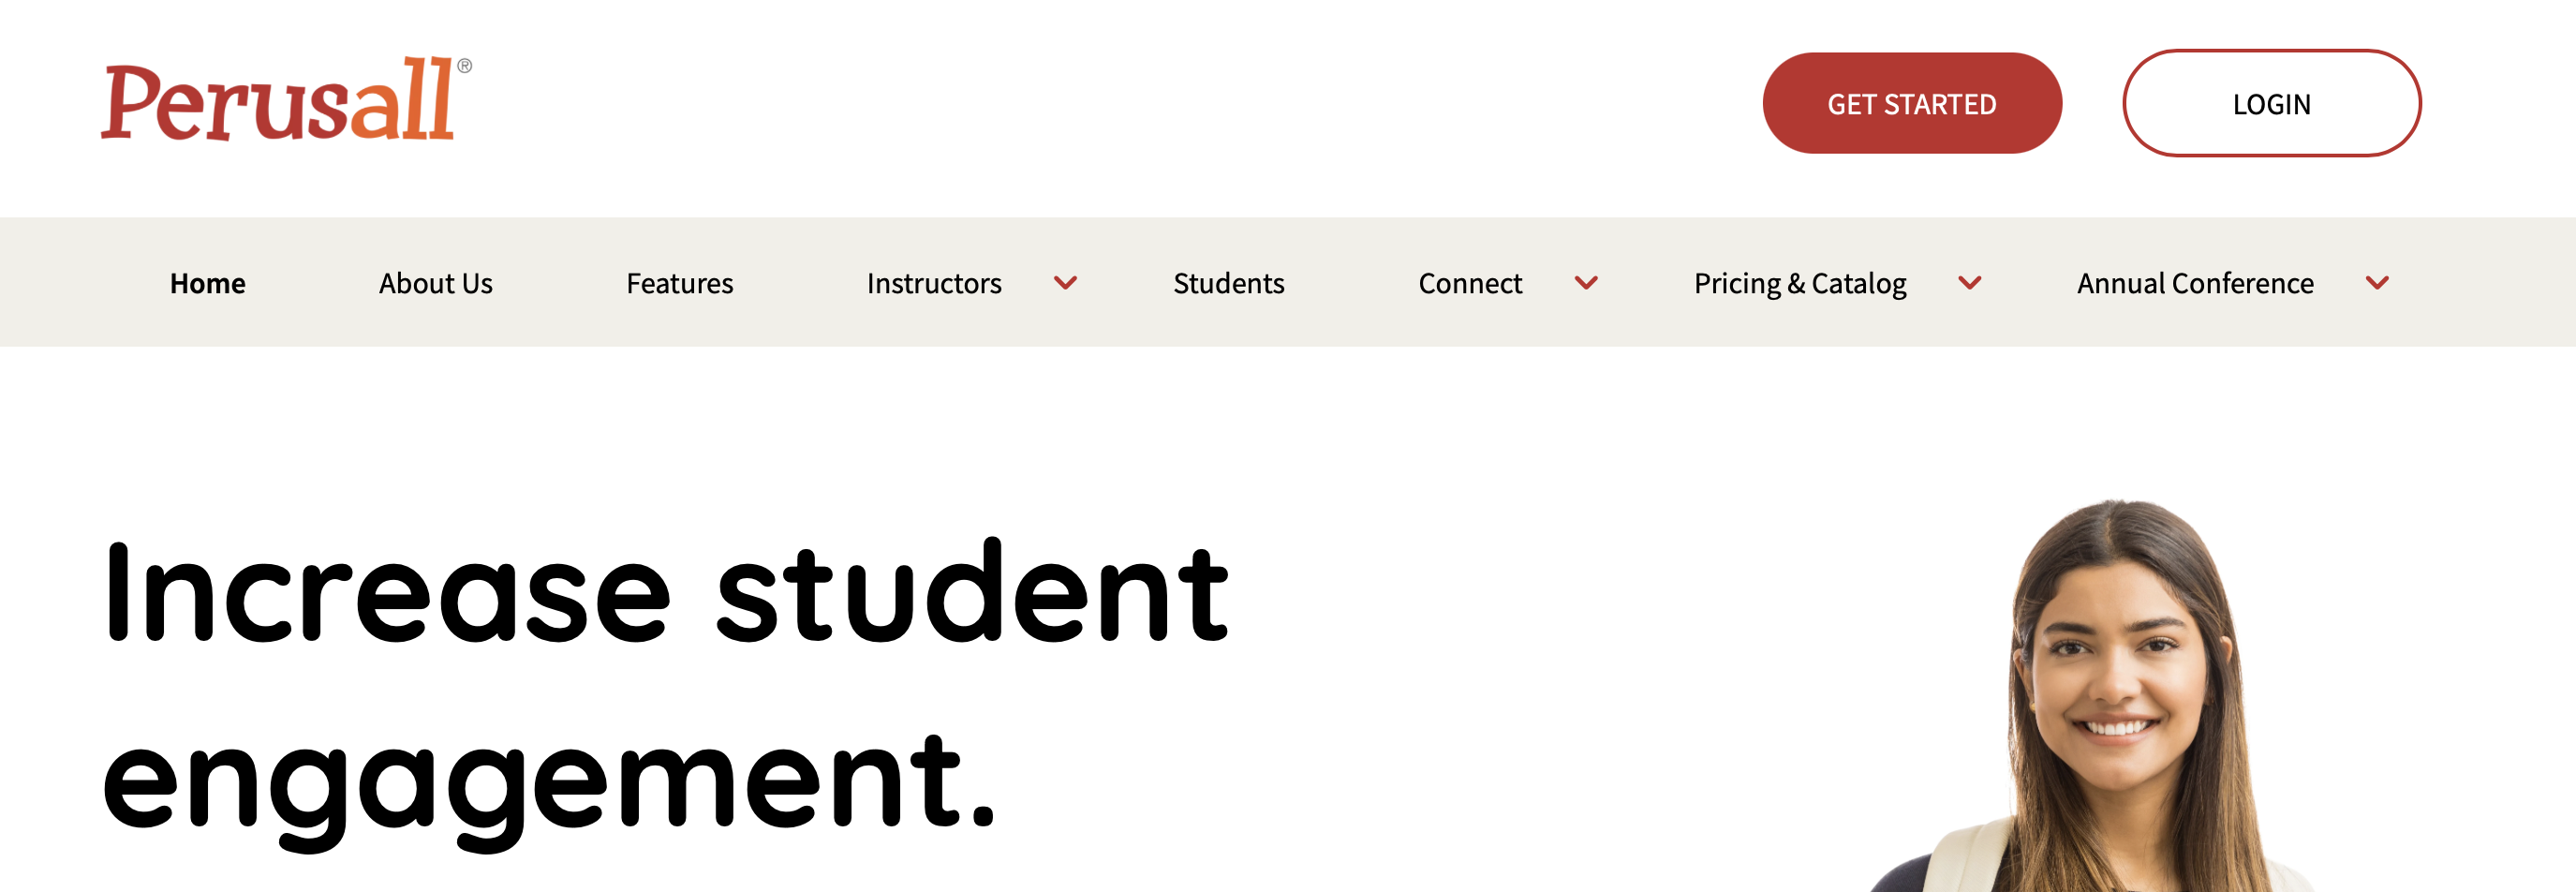 Perusall®
GET STARTED
LOGIN
Home
About Us
Features
Instructors
Students
Connect
Pricing & Catalog
Annual Conference
Increase student
engagement.